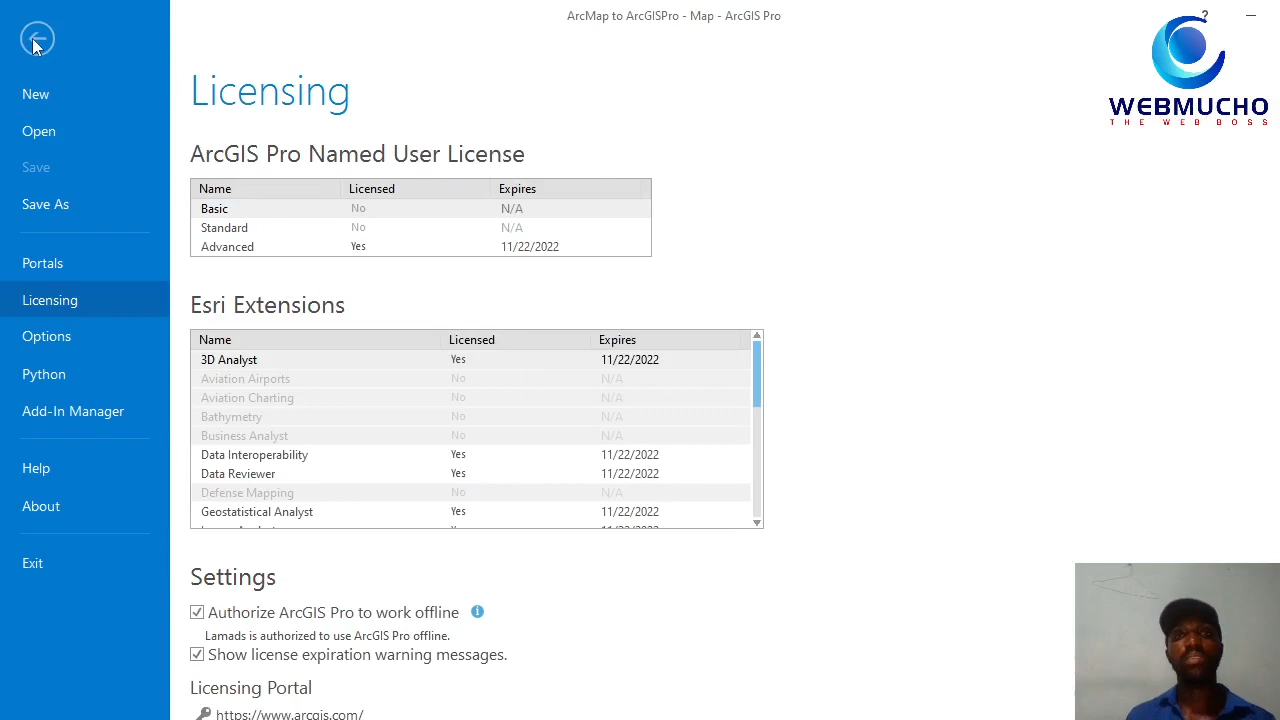 ArcMap to ArcGISPro - Map - ArcGIS Pro
?
WEBMUCHO
THE WEB BOSS
New
Open
Save
Save As
Portals
Licensing
Options
Python
Add-In Manager
Help
About
Exit
Licensing
ArcGIS Pro Named User License
Name Licensed Expires
Basic No N/A
Standard No N/A
Advanced Yes 11/22/2022
Esri Extensions
Name Licensed Expires
3D Analyst Yes 11/22/2022
Aviation Airports No N/A
Aviation Charting No N/A
Bathymetry No N/A
Business Analyst No N/A
Data Interoperability Yes 11/22/2022
Data Reviewer Yes 11/22/2022
Defense Mapping No N/A
Geostatistical Analyst Yes 11/22/2022
Settings
Authorize ArcGIS Pro to work offline
Lamads is authorized to use ArcGIS Pro offline.
Show license expiration warning messages.
Licensing Portal
https://www.arcgis.com/